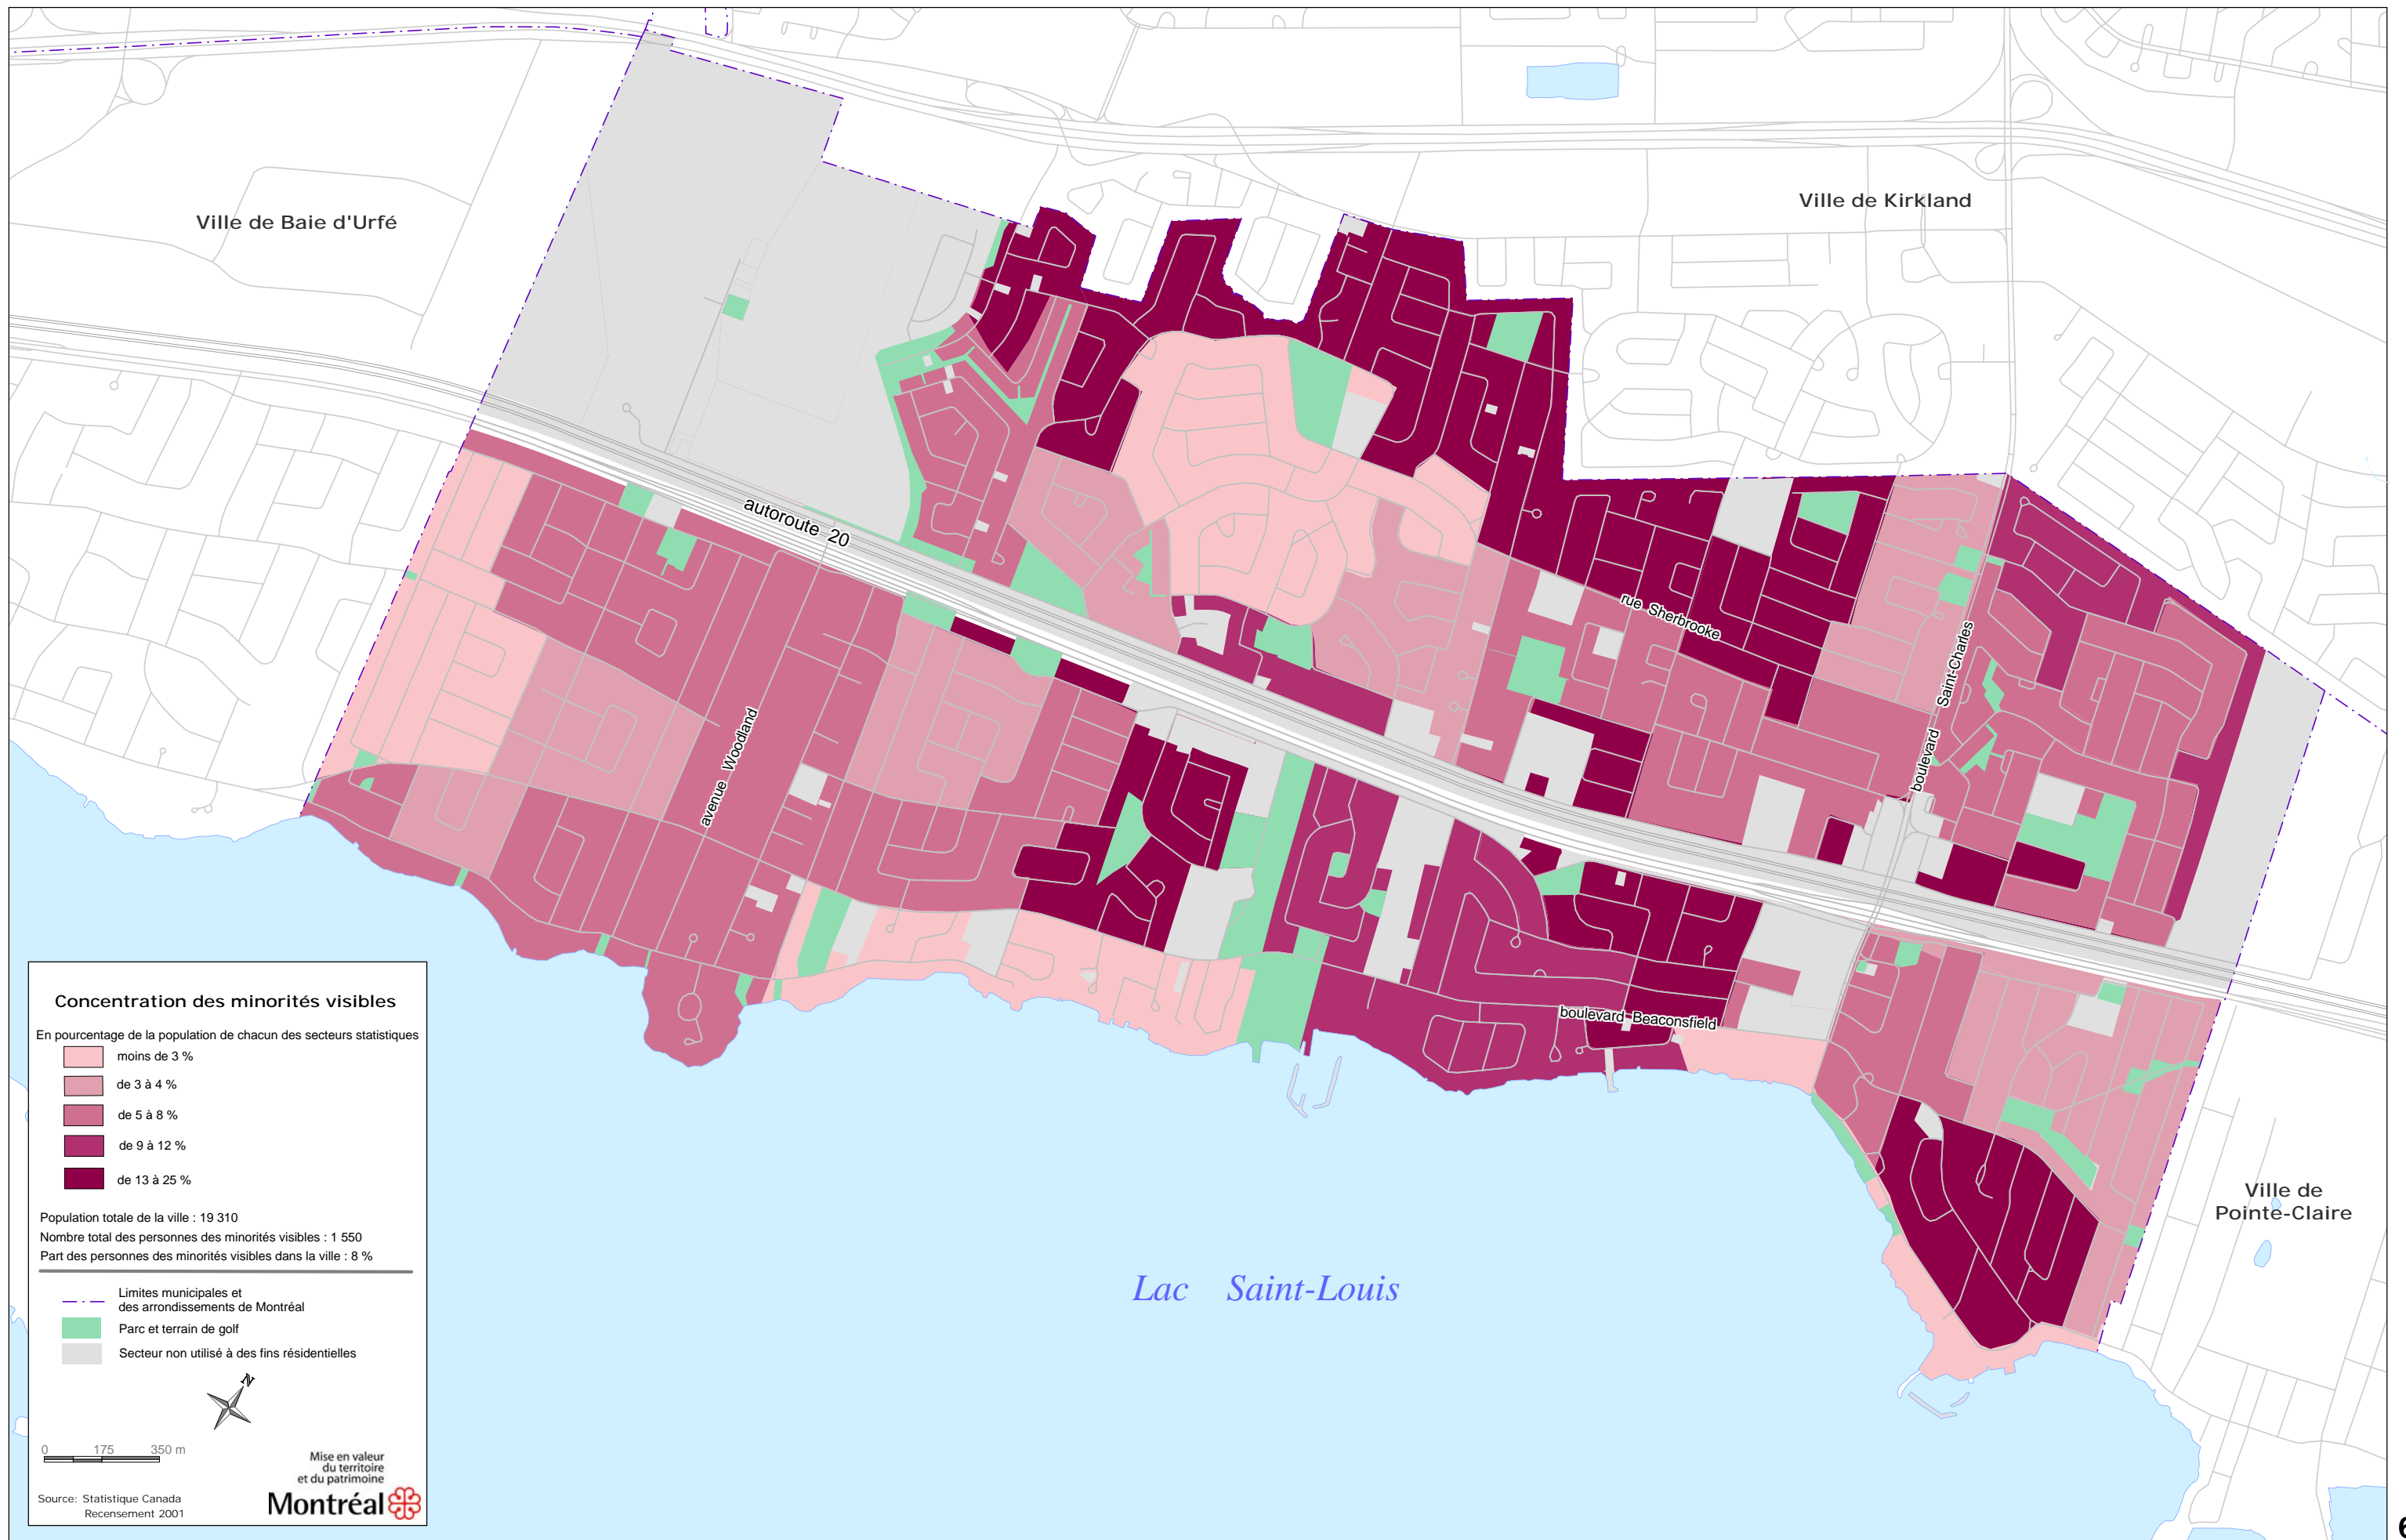 Ville de Baie d'Urfé
Ville de Kirkland
autoroute 20
rue Sherbrooke
boulevard Saint-Charles
avenue Woodland
boulevard Beaconsfield
Ville de
Pointe-Claire
Lac Saint-Louis
Concentration des minorités visibles
En pourcentage de la population de chacun des secteurs statistiques
moins de 3 %
de 3 à 4 %
de 5 à 8 %
de 9 à 12 %
de 13 à 25 %
Population totale de la ville : 19 310
Nombre total des personnes des minorités visibles : 1 550
Part des personnes des minorités visibles dans la ville : 8 %
Limites municipales et
des arrondissements de Montréal
Parc et terrain de golf
Secteur non utilisé à des fins résidentielles
N
0 175 350 m
Mise en valeur
du territoire
et du patrimoine
Montréal
Source: Statistique Canada
Recensement 2001
6